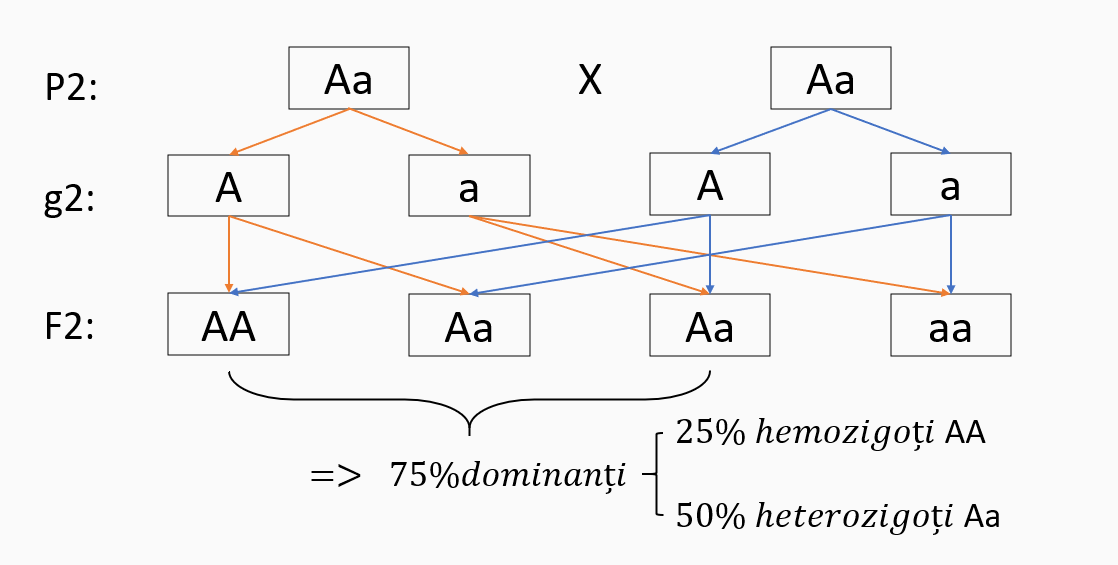 P2: Aa X Aa
g2: A a A a
F2: AA Aa Aa aa
25% hemozigoți AA
=> 75%dominanți
50% heterozigoți Aa